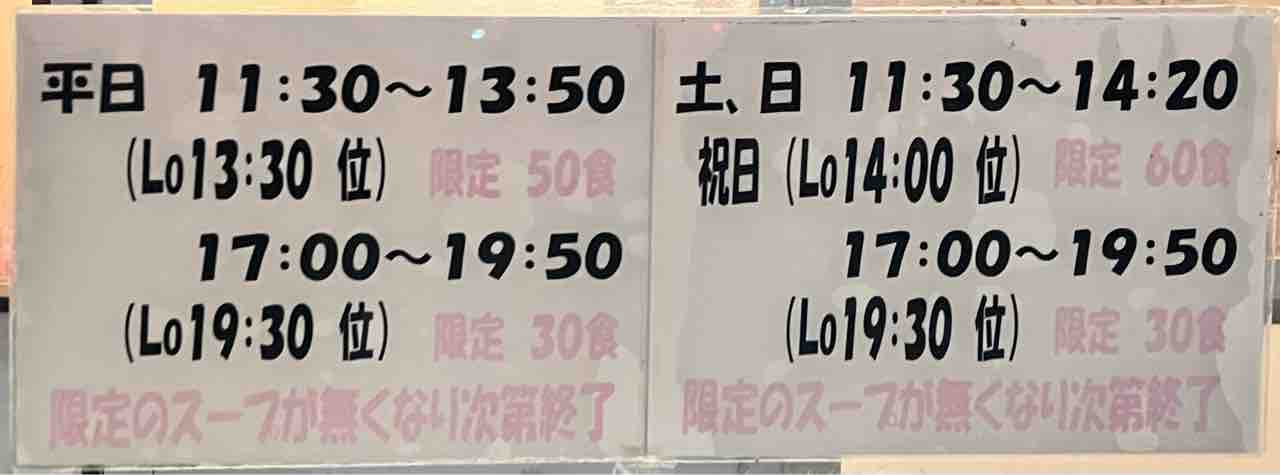 平日 11:30～13:50
(Lo13:30 位) 限定 50食
17:00～19:50
(Lo19:30 位) 限定 30食
限定のスープが無くなり次第終了
土、日 11:30～14:20
祝日 (Lo14:00 位) 限定 60食
17:00～19:50
(Lo19:30 位) 限定 30食
限定のスープが無くなり次第終了